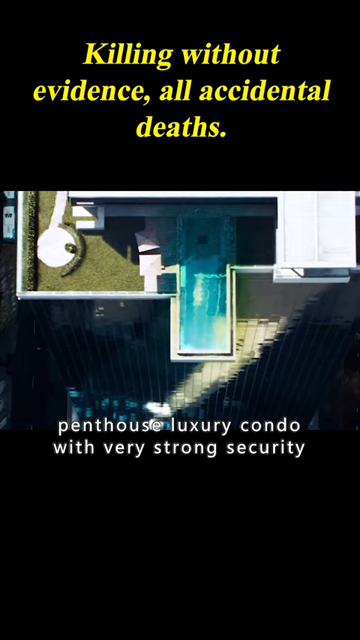 Killing without
evidence, all accidental
deaths.
penthouse luxury condo
with very strong security